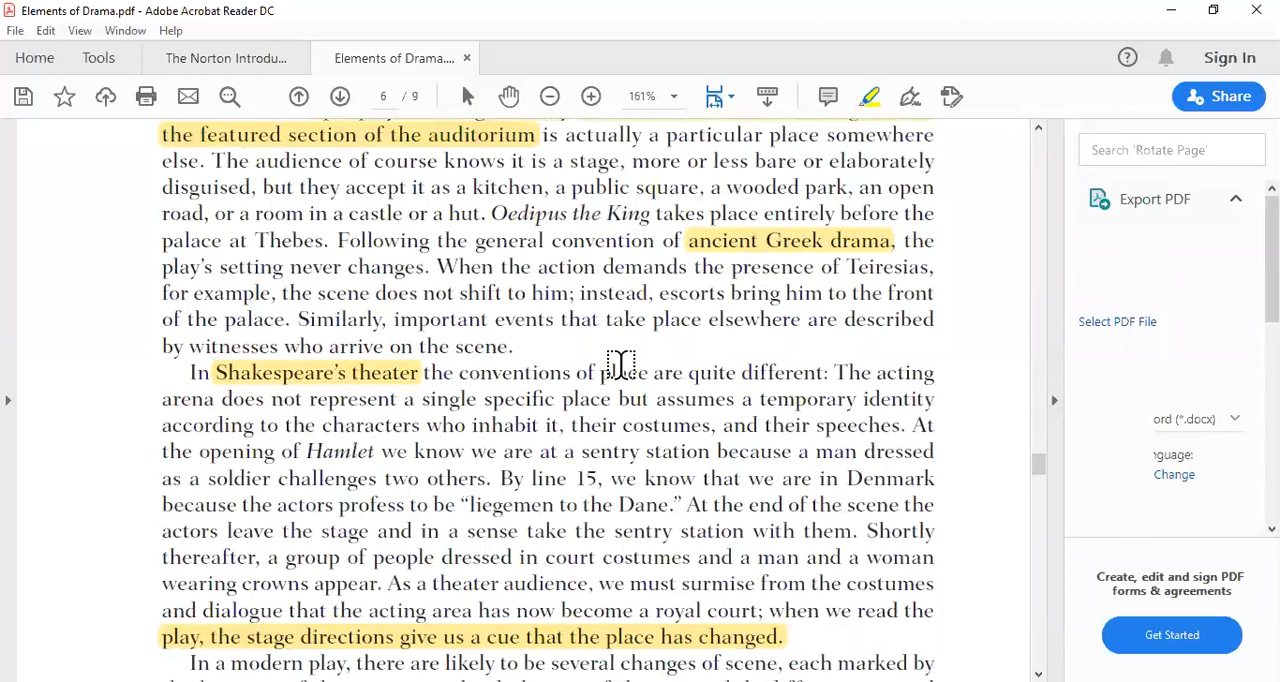 Elements of Drama.pdf - Adobe Acrobat Reader DC
File Edit View Window Help
Home Tools The Norton Introdu... Elements of Drama.... × Sign In
6 / 9 161% Share
the featured section of the auditorium is actually a particular place somewhere
else. The audience of course knows it is a stage, more or less bare or elaborately
disguised, but they accept it as a kitchen, a public square, a wooded park, an open
road, or a room in a castle or a hut. Oedipus the King takes place entirely before the
palace at Thebes. Following the general convention of ancient Greek drama, the
play's setting never changes. When the action demands the presence of Teiresias,
for example, the scene does not shift to him; instead, escorts bring him to the front
of the palace. Similarly, important events that take place elsewhere are described
by witnesses who arrive on the scene.
In Shakespeare's theater the conventions of place are quite different: The acting
arena does not represent a single specific place but assumes a temporary identity
according to the characters who inhabit it, their costumes, and their speeches. At
the opening of Hamlet we know we are at a sentry station because a man dressed
as a soldier challenges two others. By line 15, we know that we are in Denmark
because the actors profess to be “liegemen to the Dane.” At the end of the scene the
actors leave the stage and in a sense take the sentry station with them. Shortly
thereafter, a group of people dressed in court costumes and a man and a woman
wearing crowns appear. As a theater audience, we must surmise from the costumes
and dialogue that the acting area has now become a royal court; when we read the
play, the stage directions give us a cue that the place has changed.
In a modern play, there are likely to be several changes of scene, each marked by
Search 'Rotate Page'
Export PDF
Select PDF File
ord (*.docx)
nguage:
Change
Create, edit and sign PDF
forms & agreements
Get Started